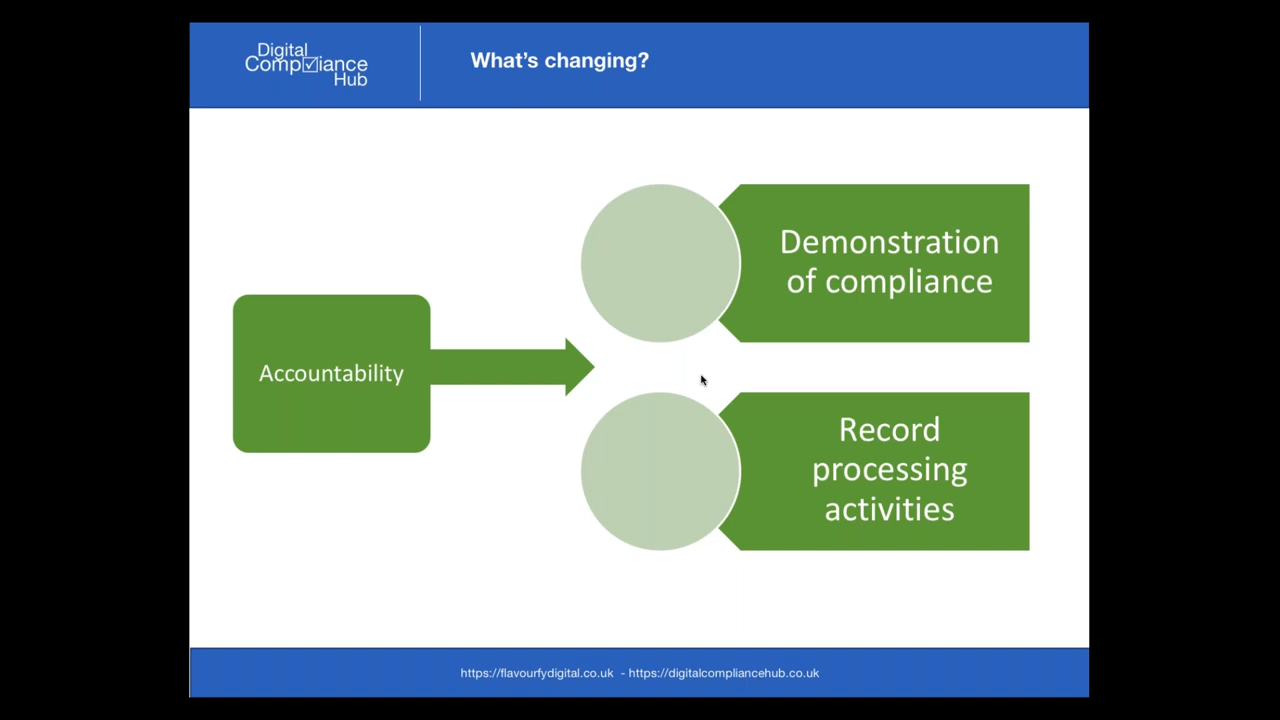 Digital
Compliance
Hub
What's changing?
Demonstration
of compliance
Accountability
Record
processing
activities
https://flavourfydigital.co.uk - https://digitalcompliancehub.co.uk